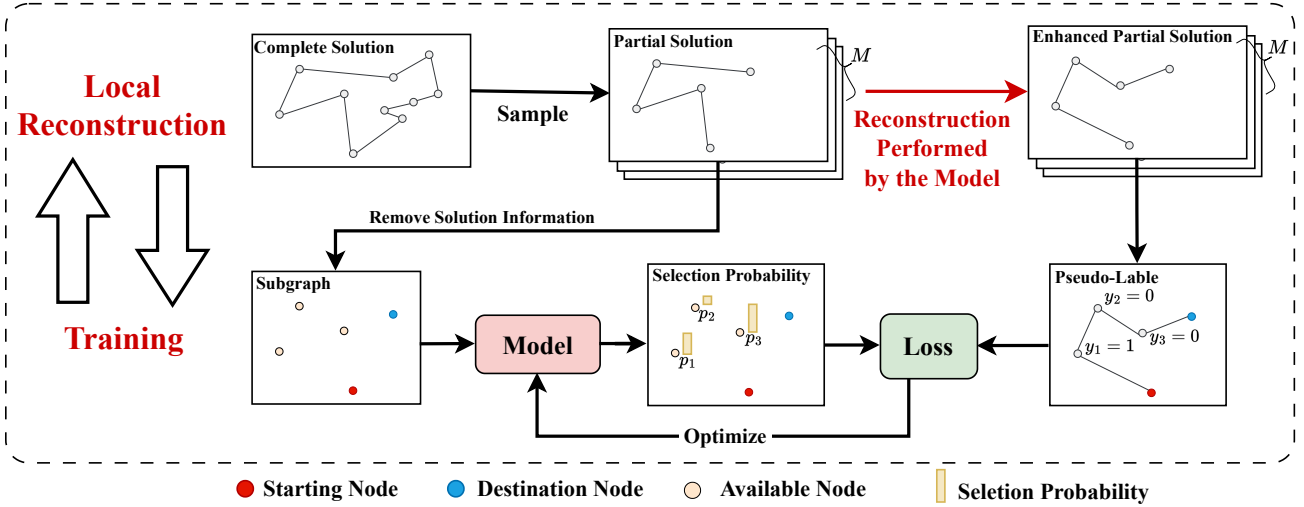 Complete Solution
Partial Solution
M
Enhanced Partial Solution
M
Local
Reconstruction
Sample
Reconstruction
Performed
by the Model
Remove Solution Information
Training
Subgraph
Model
Selection Probability
p₁
p₂
p₃
Loss
Pseudo-Lable
y₂ = 0
y₁ = 1
y₃ = 0
Optimize
Starting Node
Destination Node
Available Node
Seletion Probability